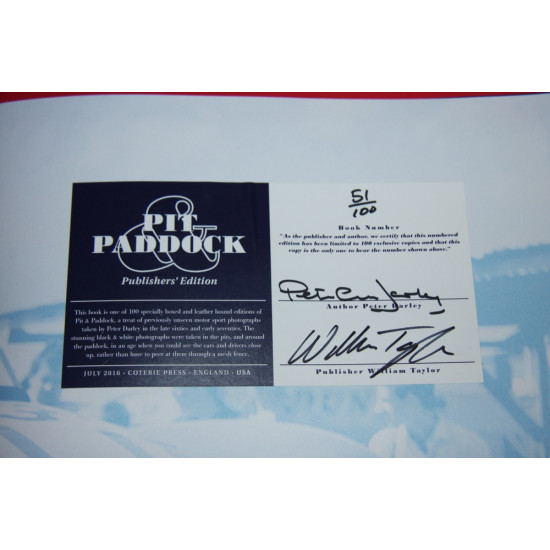 PIT
&
PADDOCK
Publishers' Edition
This book is one of 100 specially boxed and leather bound editions of
Pit & Paddock, a treat of previously unseen motor sport photographs
taken by Peter Darley in the late sixties and early seventies. The
stunning black & white photographs were taken in the pits, and around
the paddock, in an age when you could see the cars and drivers close
up, rather than have to peer at them through a mesh fence.
JULY 2016 - COTERIE PRESS - ENGLAND - USA
51
100
Book Number
"As the publisher and author, we certify that this numbered
edition has been limited to 100 exclusive copies and that this
copy is the only one to bear the number shown above."
Author Peter Darley
William Taylor
Publisher William Taylor